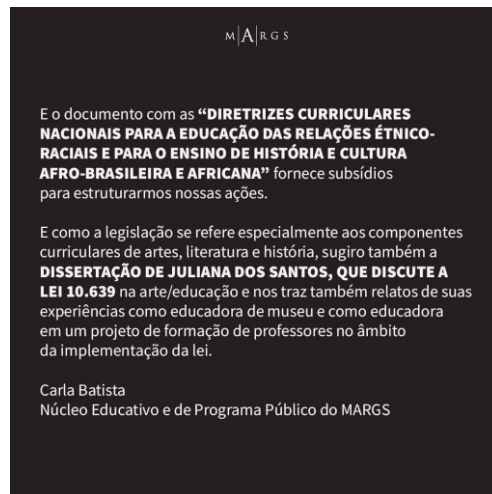 M|A|RGS
E o documento com as “DIRETRIZES CURRICULARES
NACIONAIS PARA A EDUCAÇÃO DAS RELAÇÕES ÉTNICO-
RACIAIS E PARA O ENSINO DE HISTÓRIA E CULTURA
AFRO-BRASILEIRA E AFRICANA” fornece subsídios
para estruturarmos nossas ações.
E como a legislação se refere especialmente aos componentes
curriculares de artes, literatura e história, sugiro também a
DISSERTAÇÃO DE JULIANA DOS SANTOS, QUE DISCUTE A
LEI 10.639 na arte/educação e nos traz também relatos de suas
experiências como educadora de museu e como educadora
em um projeto de formação de professores no âmbito
da implementação da lei.
Carla Batista
Núcleo Educativo e de Programa Público do MARGS